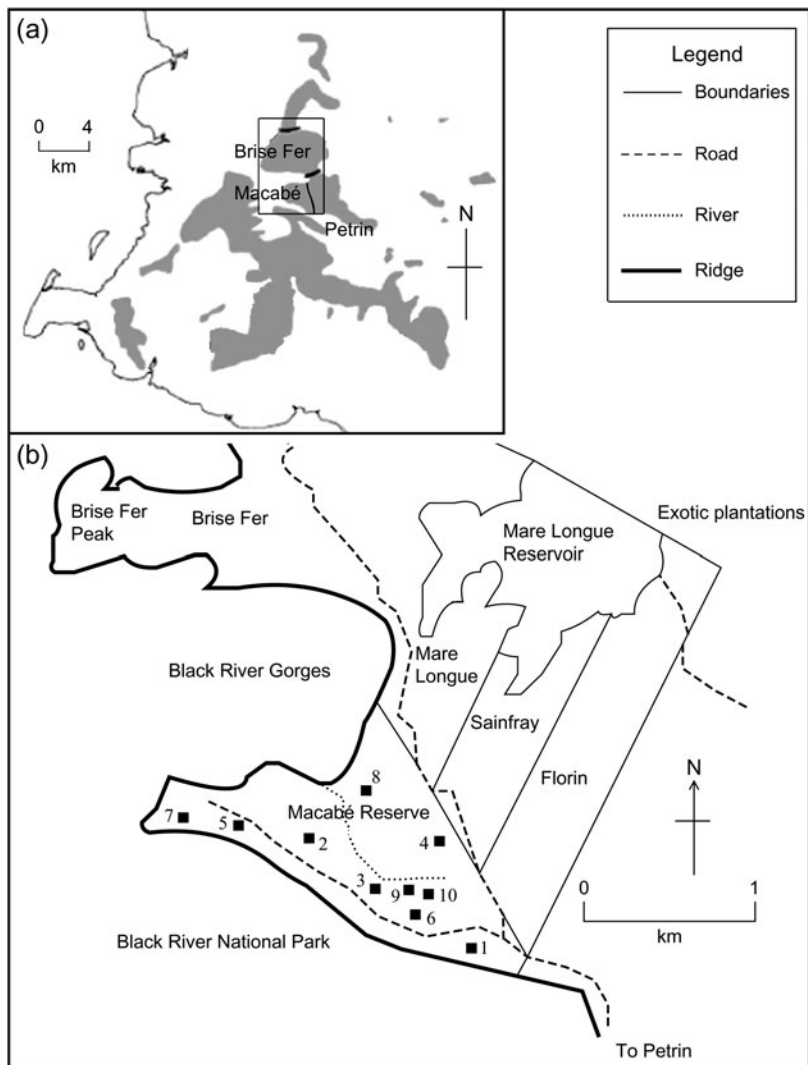 (a)
0 4
km
Brise Fer
Macabé
Petrin
N
Legend
Boundaries
Road
River
Ridge
(b)
Brise Fer
Peak
Brise Fer
Mare Longue
Reservoir
Exotic plantations
Black River Gorges
Mare
Longue
Sainfray
Florin
N
8
Macabé Reserve
7
5
2
4
3
9
10
6
1
0 1
km
Black River National Park
To Petrin